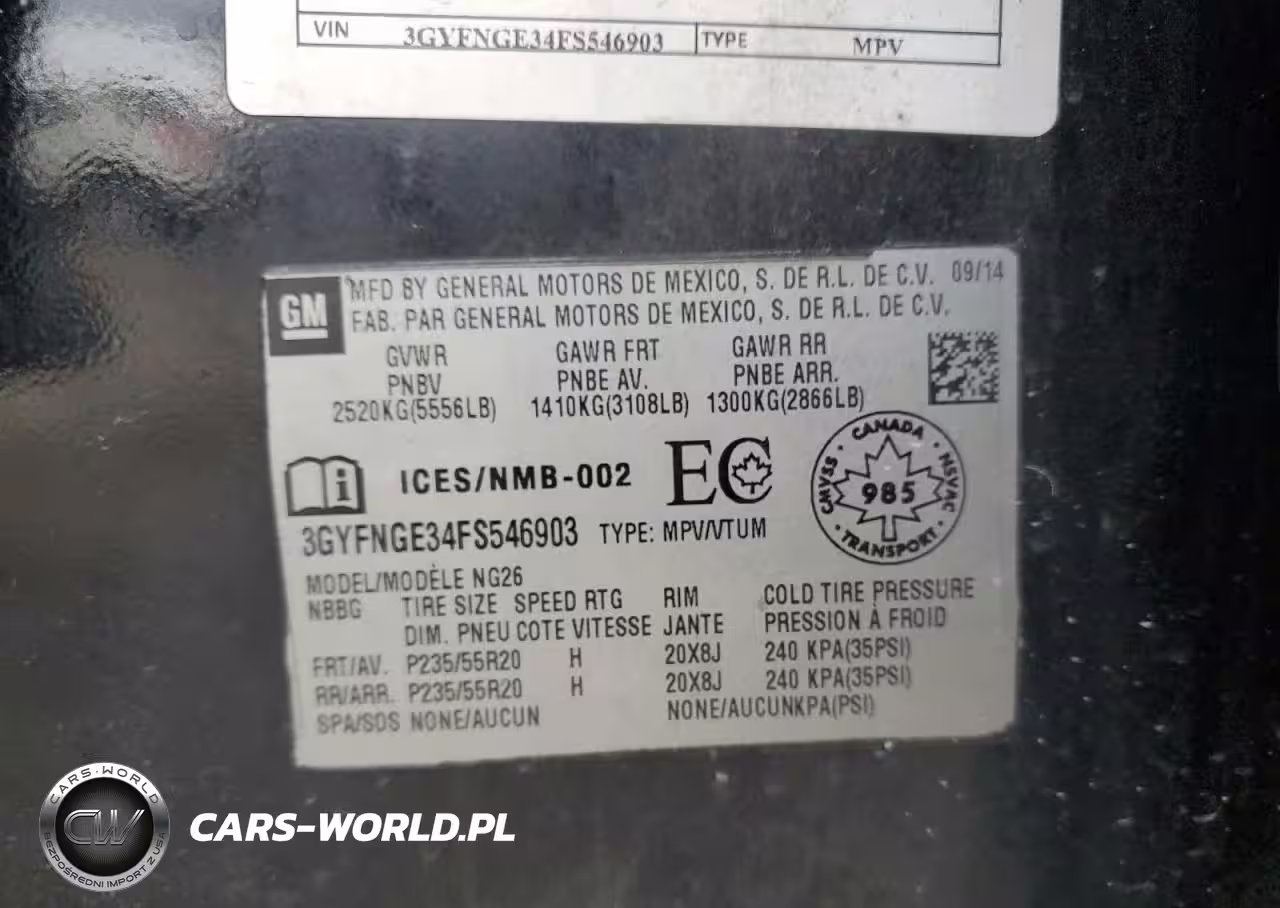 VIN 3GYFNGE34FS546903 TYPE MPV
GM
MFD BY GENERAL MOTORS DE MEXICO, S. DE R.L. DE C.V. 09/14
FAB. PAR GENERAL MOTORS DE MEXICO, S. DE R.L. DE C.V.
GVWR GAWR FRT GAWR RR
PNBV PNBE AV. PNBE ARR.
2520KG(5556LB) 1410KG(3108LB) 1300KG(2866LB)
i ICES/NMB-002 EC
CANADA
CMVSS 985 NSVAC
TRANSPORT
3GYFNGE34FS546903 TYPE: MPV/VTUM
MODEL/MODÈLE NG26
NBBG TIRE SIZE SPEED RTG RIM COLD TIRE PRESSURE
DIM. PNEU COTE VITESSE JANTE PRESSION À FROID
FRT/AV. P235/55R20 H 20X8J 240 KPA(35PSI)
RR/ARR. P235/55R20 H 20X8J 240 KPA(35PSI)
SPA/SDS NONE/AUCUN NONE/AUCUNKPA(PSI)
CARS-WORLD
CW
BEZPOŚREDNI IMPORT Z USA
CARS-WORLD.PL